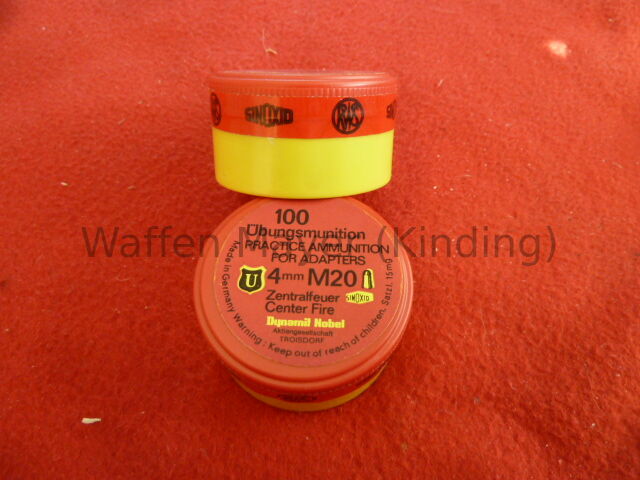 SINOXID
RWS
100
Übungsmunition
PRACTICE AMMUNITION
FOR ADAPTERS
U
4mm M20
Zentralfeuer SINOXID
Center Fire
Dynamit Nobel
Aktiengesellschaft
TROISDORF
Made in Germany Warning: Keep out of reach of children. Satzl. 15mg
Waffen (Kinding)